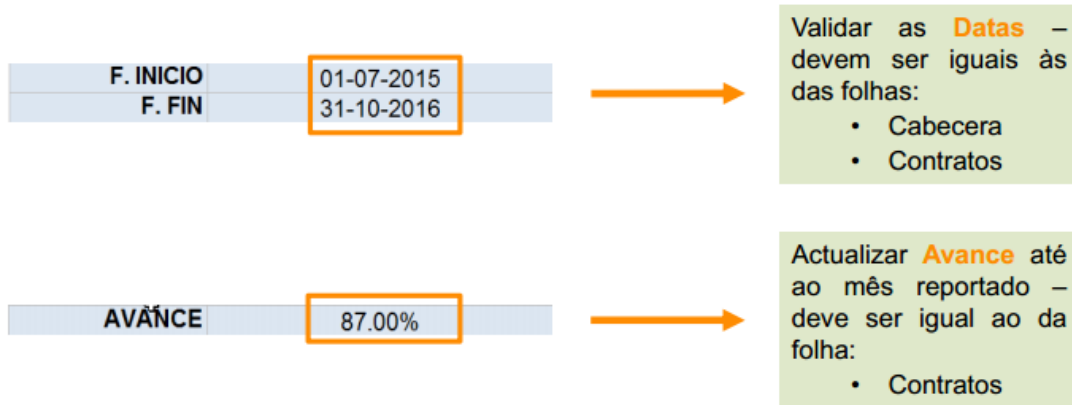 F. INICIO 01-07-2015
F. FIN 31-10-2016
Validar as Datas –
devem ser iguais às
das folhas:
• Cabecera
• Contratos
AVANCE 87.00%
Actualizar Avance até
ao mês reportado –
deve ser igual ao da
folha:
• Contratos